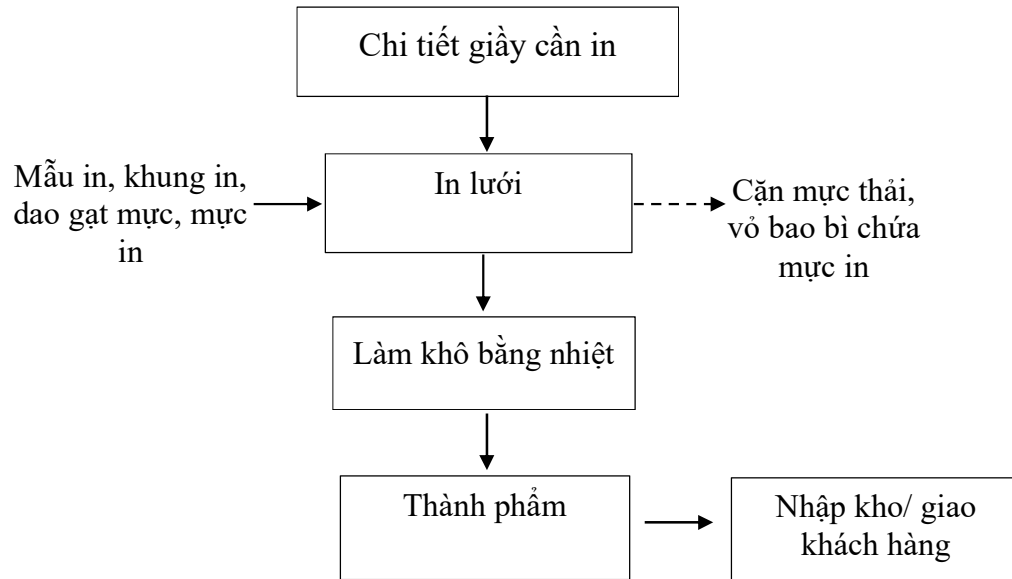 Chi tiết giầy cần in
Mẫu in, khung in,
dao gạt mực, mực
in
In lưới
Cặn mực thải,
vỏ bao bì chứa
mực in
Làm khô bằng nhiệt
Thành phẩm
Nhập kho/ giao
khách hàng